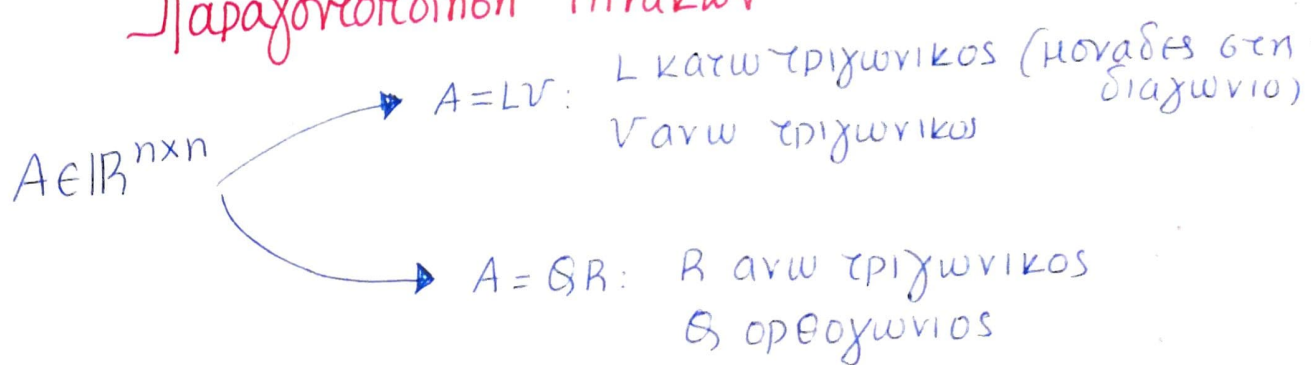 Παραγοντοποίηση πινάκων
A = LU: L κατω τριγωνικος (μοναδες στη διαγωνιο)
U ανω τριγωνικος
A ∈ ℝ^{n×n}
A = QR: R ανω τριγωνικος
Q ορθογωνιος